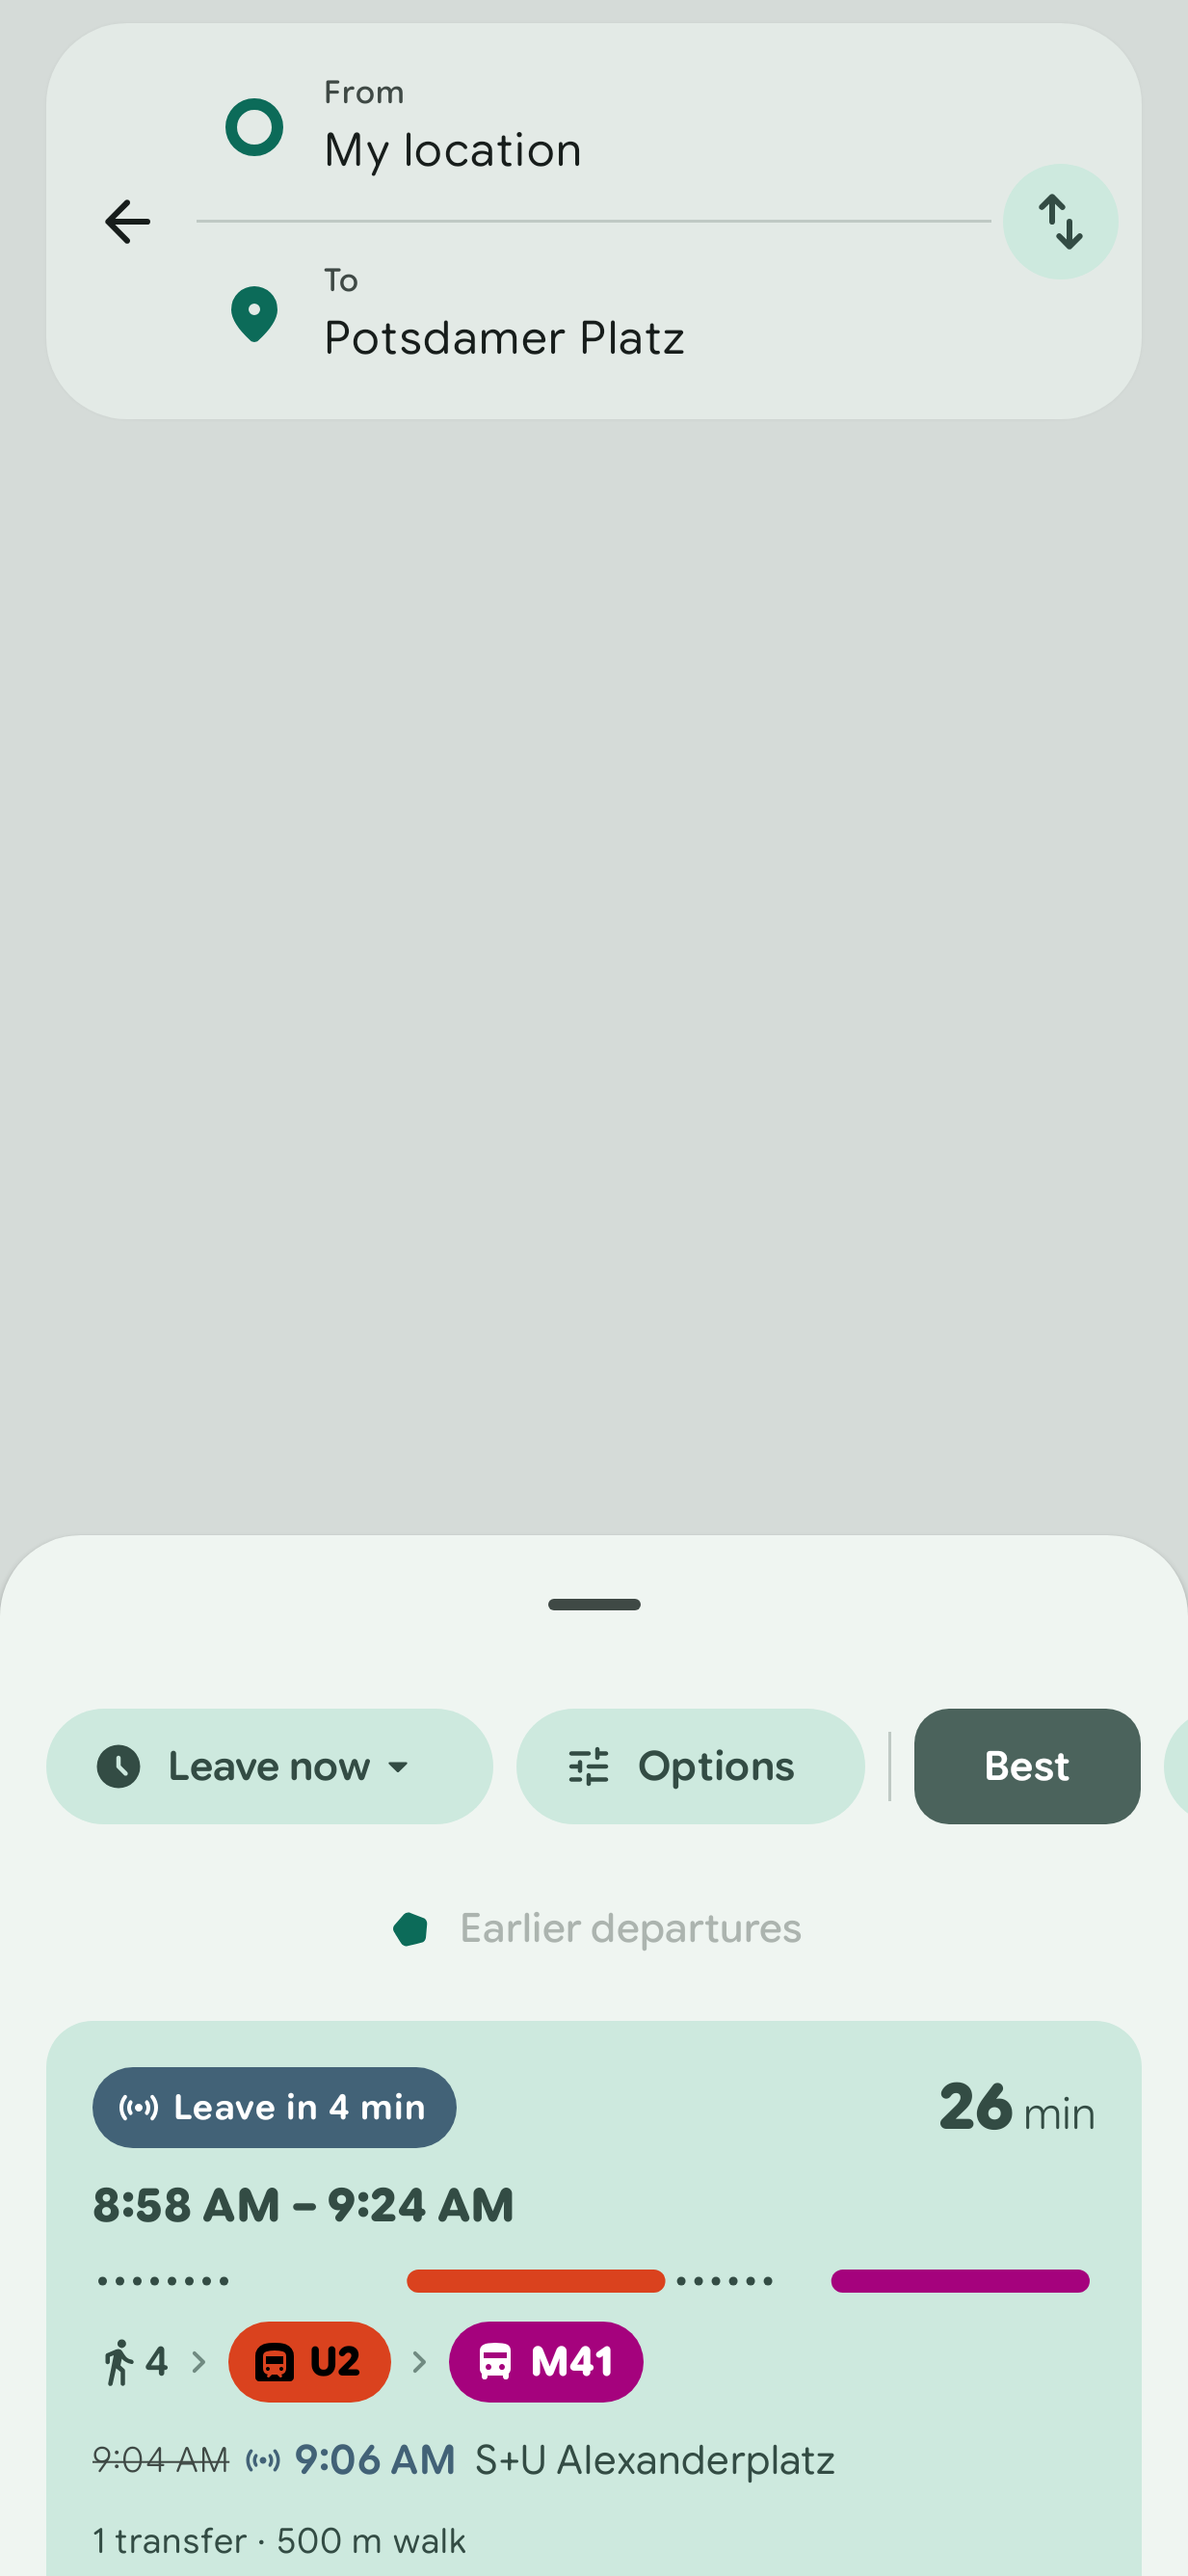 From
My location
To
Potsdamer Platz
Leave now
Options
Best
Earlier departures
Leave in 4 min
26 min
8:58 AM – 9:24 AM
4
U2
M41
9:04 AM 9:06 AM S+U Alexanderplatz
1 transfer · 500 m walk